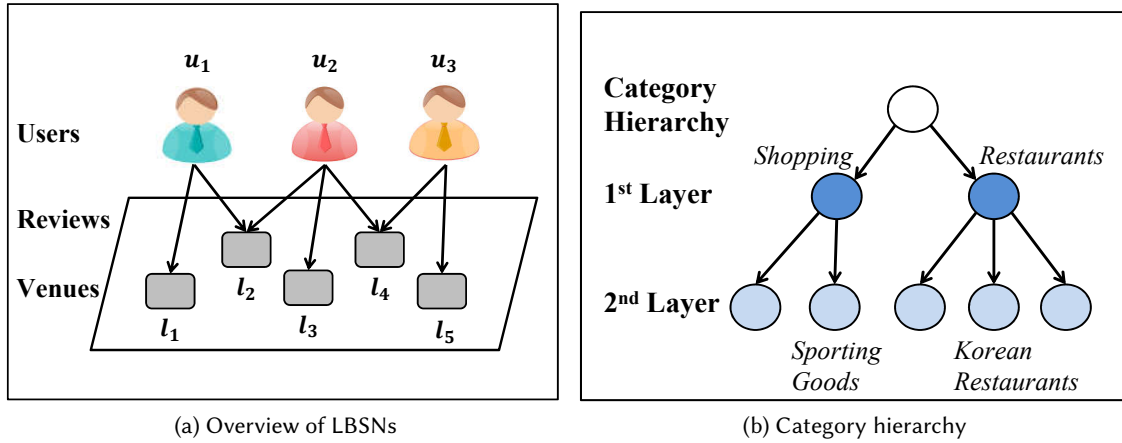 u₁ u₂ u₃
Users
Reviews
Venues
l₂ l₄
l₁ l₃ l₅
(a) Overview of LBSNs
Category
Hierarchy
Shopping Restaurants
1ˢᵗ Layer
2ⁿᵈ Layer
Sporting
Goods
Korean
Restaurants
(b) Category hierarchy